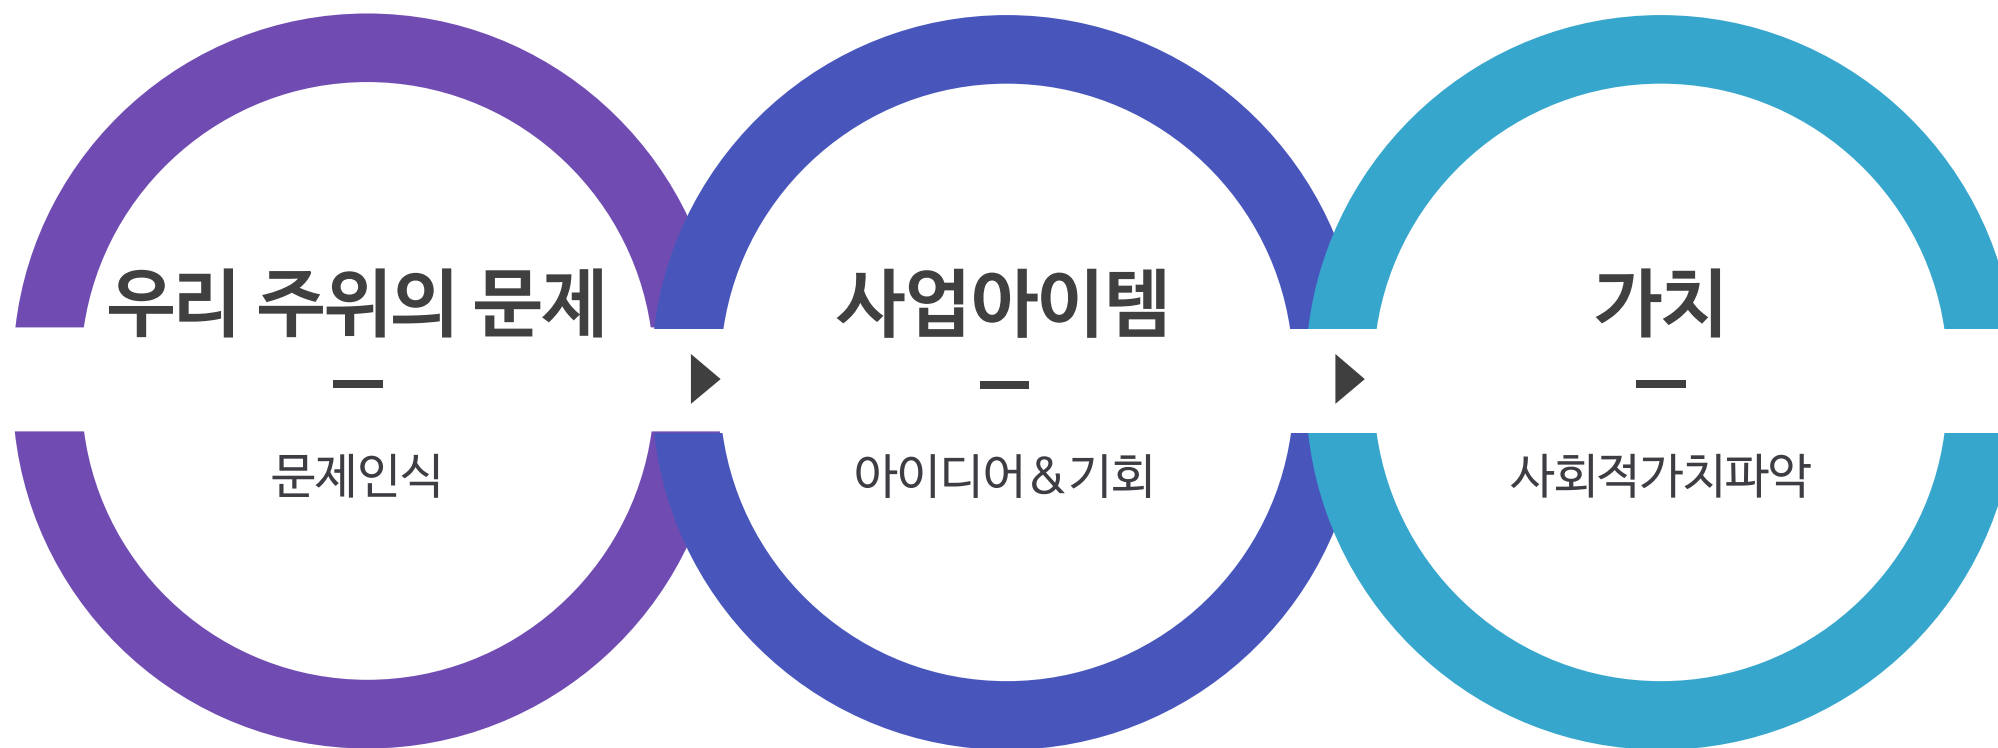 우리 주위의 문제
문제인식
사업아이템
아이디어&기회
가치
사회적가치파악